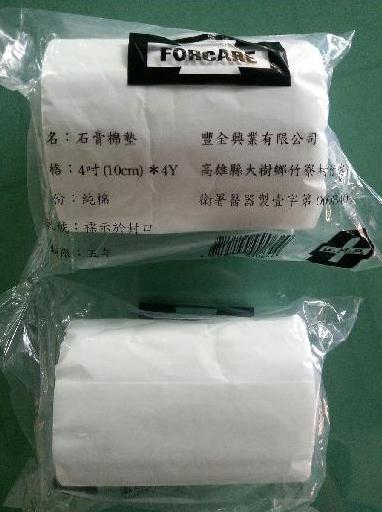 FORCARE
名：石膏棉墊
豐全興業有限公司
格：4吋(10cm)＊4Y
高雄縣大樹鄉竹寮
份：純棉
衛署醫器製壹字第
標示於封口
期限：五年